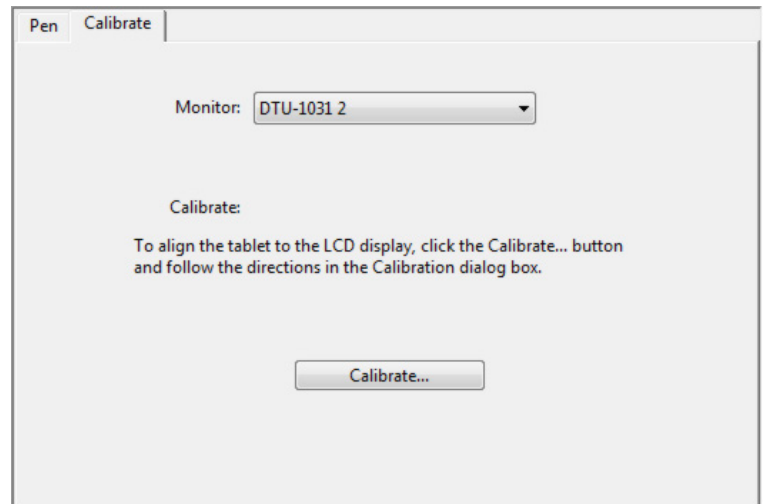 Pen Calibrate
Monitor: DTU-1031 2
Calibrate:
To align the tablet to the LCD display, click the Calibrate... button
and follow the directions in the Calibration dialog box.
Calibrate...